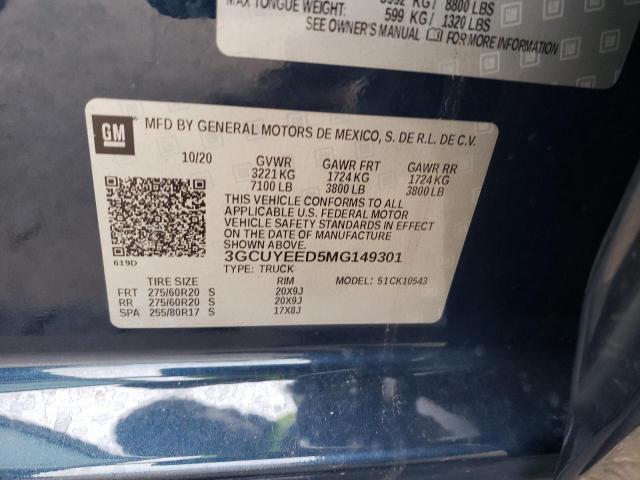 MAX TONGUE WEIGHT: 3992 KG/ 8800 LBS
599 KG/ 1320 LBS
SEE OWNER'S MANUAL GM FOR MORE INFORMATION
GM MFD BY GENERAL MOTORS DE MEXICO, S. DE R.L. DE C.V.
10/20 GVWR GAWR FRT GAWR RR
3221 KG 1724 KG 1724 KG
7100 LB 3800 LB 3800 LB
THIS VEHICLE CONFORMS TO ALL
APPLICABLE U.S. FEDERAL MOTOR
VEHICLE SAFETY STANDARDS IN EFFECT
ON THE DATE OF MANUFACTURE
SHOWN ABOVE.
619D 3GCUYEED5MG149301
TYPE: TRUCK MODEL: 51CK10543
TIRE SIZE RIM
FRT 275/60R20 S 20X9J
RR 275/60R20 S 20X9J
SPA 255/80R17 S 17X8J